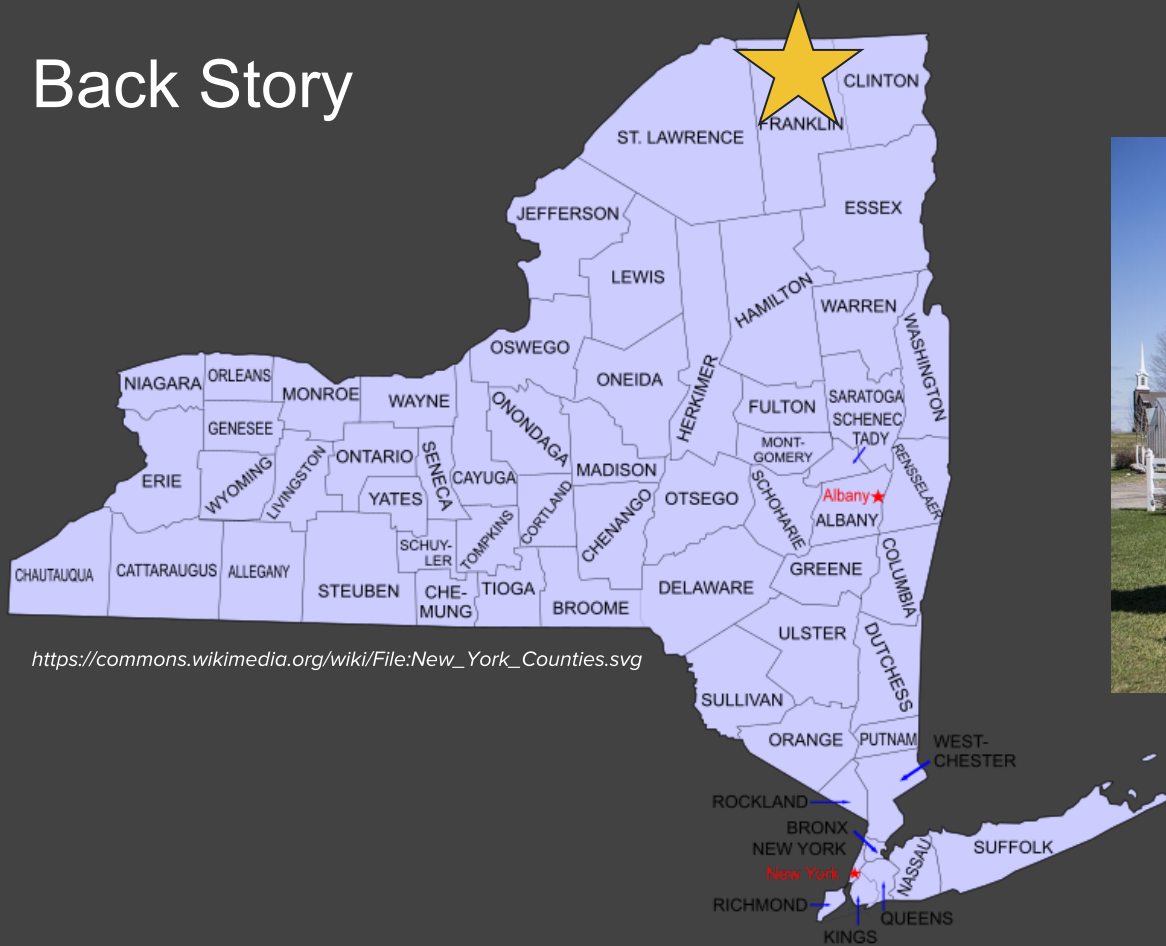 Back Story
CLINTON
FRANKLIN
ST. LAWRENCE
ESSEX
JEFFERSON
LEWIS
HAMILTON
WARREN
WASHINGTON
OSWEGO
ONEIDA
HERKIMER
NIAGARA
ORLEANS
MONROE
WAYNE
ONONDAGA
FULTON
SARATOGA
SCHENEC
TADY
GENESEE
MONT-
GOMERY
ONTARIO
SENECA
CAYUGA
MADISON
RENSSELAER
ERIE
WYOMING
LIVINGSTON
YATES
CORTLAND
CHENANGO
OTSEGO
SCHOHARIE
Albany
ALBANY
SCHUY-
LER
TOMPKINS
CHAUTAUQUA
CATTARAUGUS
ALLEGANY
STEUBEN
CHE-
MUNG
TIOGA
BROOME
DELAWARE
GREENE
COLUMBIA
ULSTER
DUTCHESS
https://commons.wikimedia.org/wiki/File:New_York_Counties.svg
SULLIVAN
ORANGE
PUTNAM
WEST-
CHESTER
ROCKLAND
BRONX
NEW YORK
NASSAU
SUFFOLK
New York
RICHMOND
QUEENS
KINGS